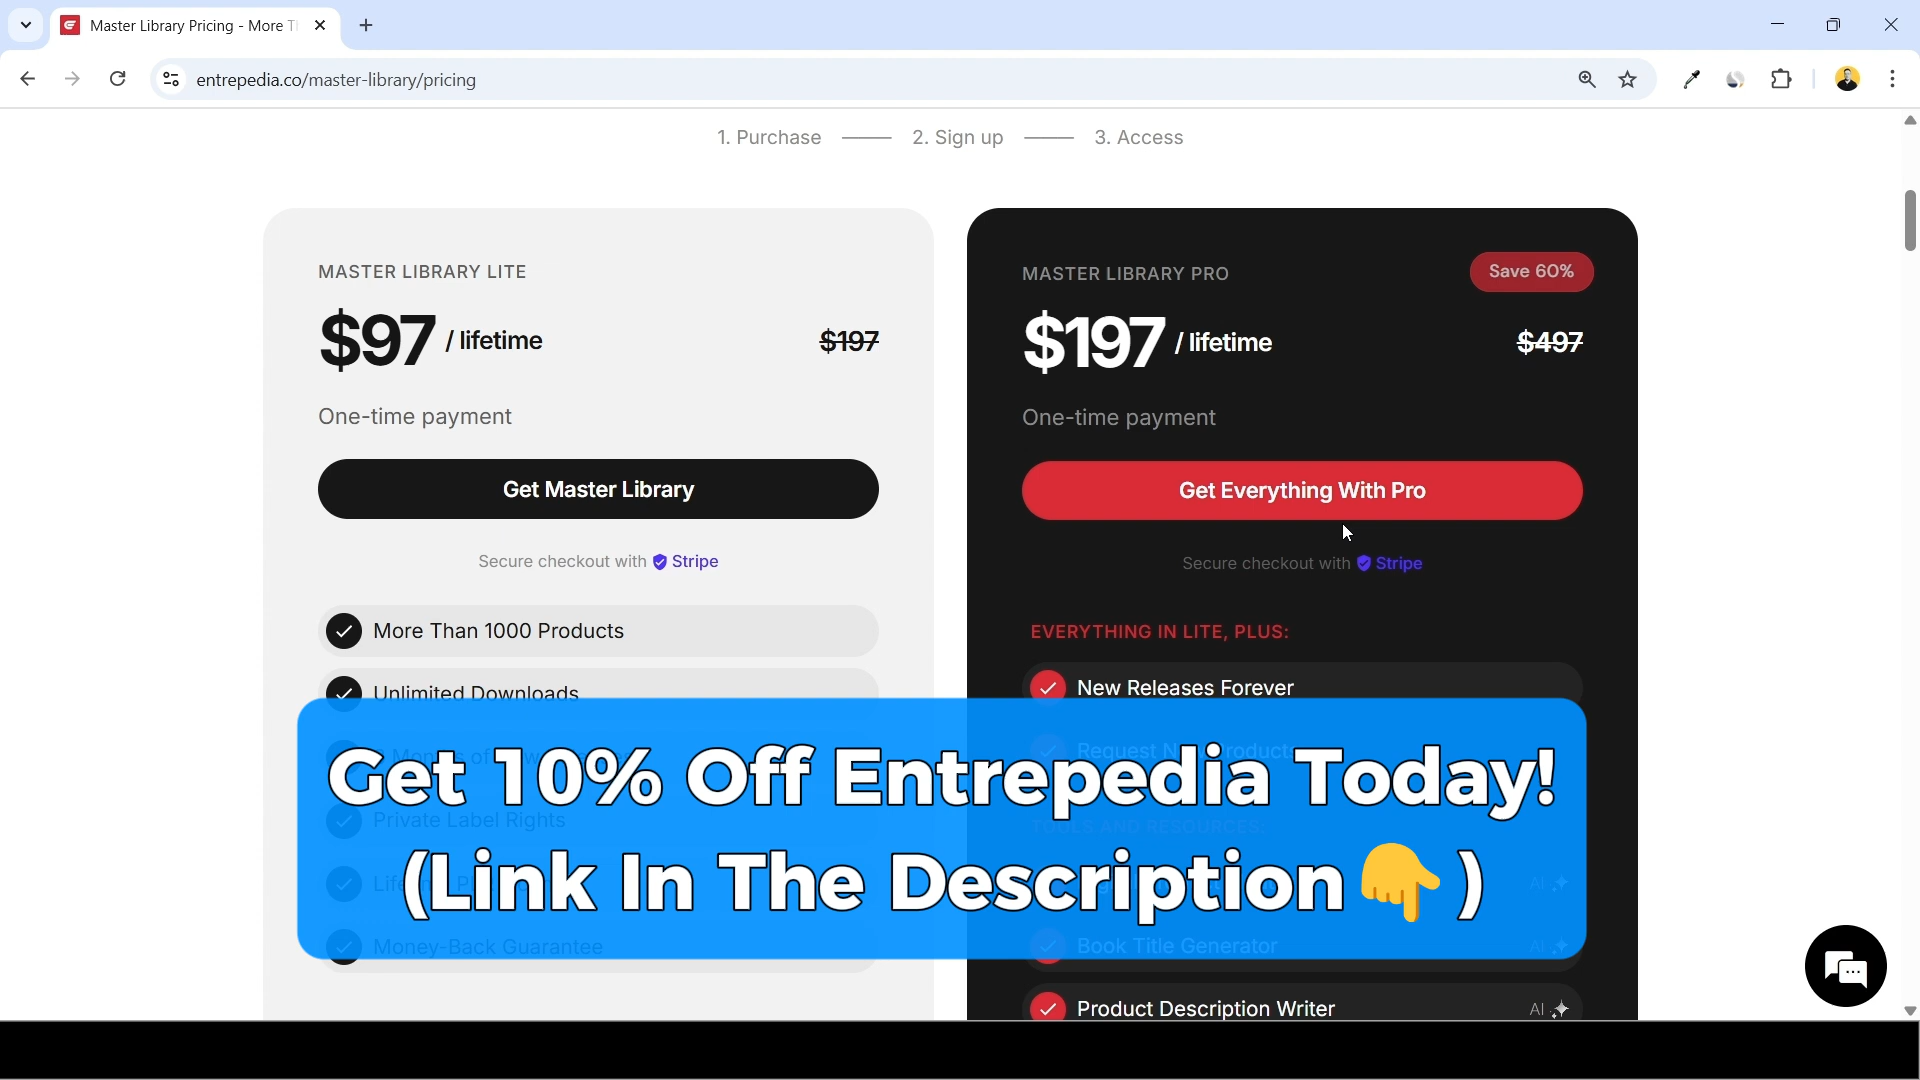 Master Library Pricing - More T
entrepedia.co/master-library/pricing
1. Purchase 2. Sign up 3. Access
MASTER LIBRARY LITE
$97 / lifetime $197
One-time payment
Get Master Library
Secure checkout with Stripe
More Than 1000 Products
Unlimited Downloads
Private Label Rights
Money-Back Guarantee
MASTER LIBRARY PRO Save 60%
$197 / lifetime $497
One-time payment
Get Everything With Pro
Secure checkout with Stripe
EVERYTHING IN LITE, PLUS:
New Releases Forever
TOOLS AND RESOURCES:
AI
Book Title Generator AI
Product Description Writer AI
Get 10% Off Entrepedia Today!
(Link In The Description👇)